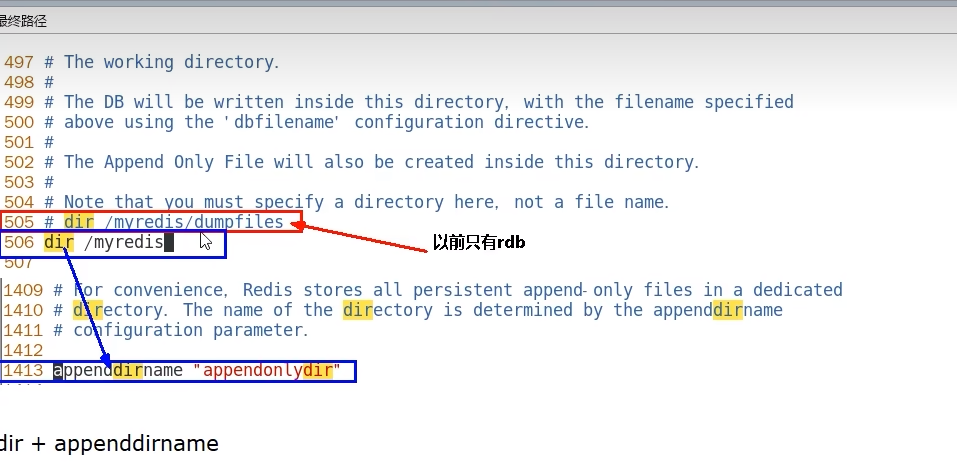 最终路径
497 # The working directory.
498 #
499 # The DB will be written inside this directory, with the filename specified
500 # above using the 'dbfilename' configuration directive.
501 #
502 # The Append Only File will also be created inside this directory.
503 #
504 # Note that you must specify a directory here, not a file name.
505 # dir /myredis/dumpfiles
506 dir /myredis
以前只有rdb
507
1409 # For convenience, Redis stores all persistent append-only files in a dedicated
1410 # directory. The name of the directory is determined by the appenddirname
1411 # configuration parameter.
1412
1413 appenddirname "appendonlydir"
dir + appenddirname